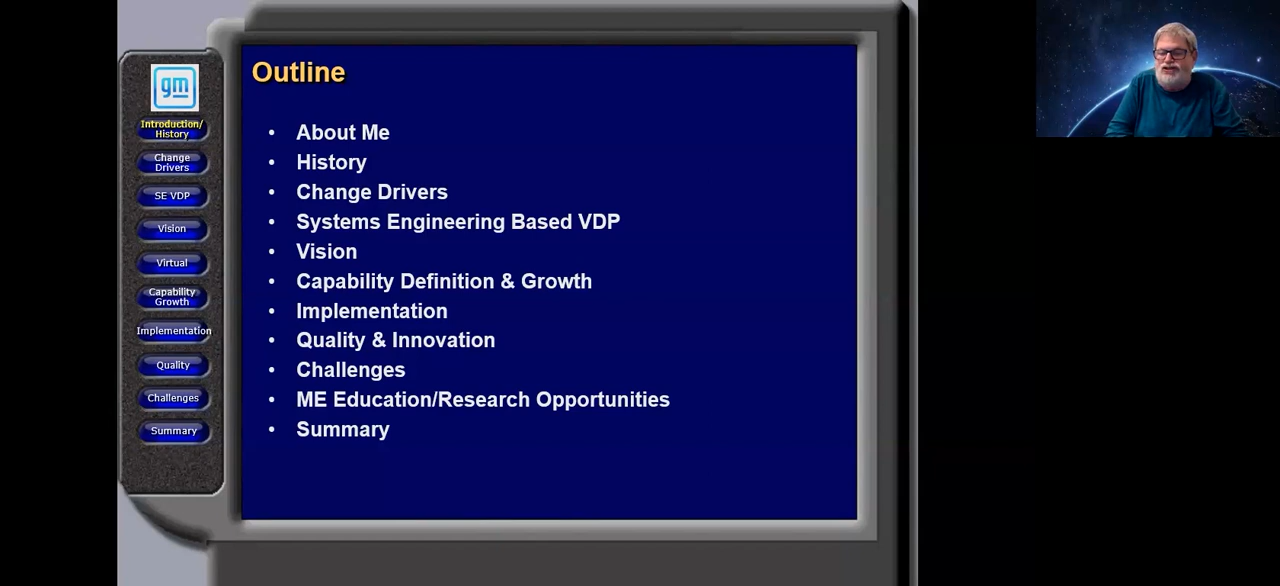 gm
Introduction/
History
Change
Drivers
SE VDP
Vision
Virtual
Capability
Growth
Implementation
Quality
Challenges
Summary
Outline
• About Me
• History
• Change Drivers
• Systems Engineering Based VDP
• Vision
• Capability Definition & Growth
• Implementation
• Quality & Innovation
• Challenges
• ME Education/Research Opportunities
• Summary